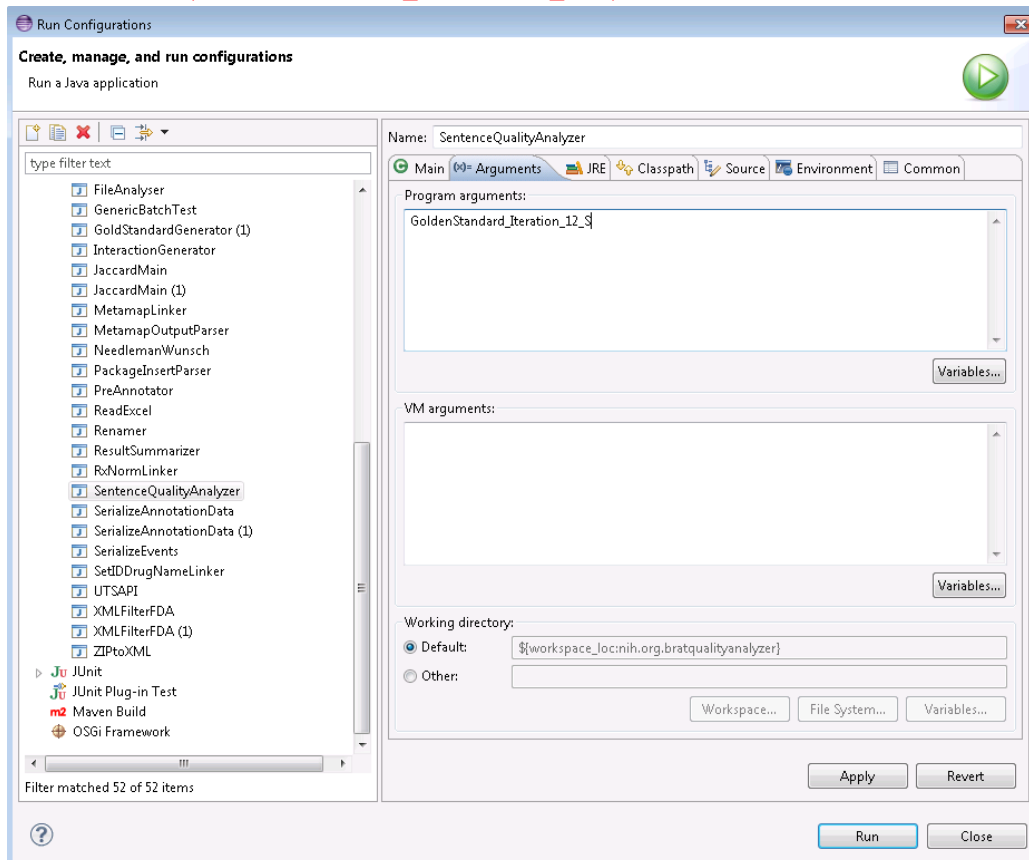 Run Configurations
Create, manage, and run configurations
Run a Java application
type filter text
FileAnalyser
GenericBatchTest
GoldStandardGenerator (1)
InteractionGenerator
JaccardMain
JaccardMain (1)
MetamapLinker
MetamapOutputParser
NeedlemanWunsch
PackageInsertParser
PreAnnotator
ReadExcel
Renamer
ResultSummarizer
RxNormLinker
SentenceQualityAnalyzer
SerializeAnnotationData
SerializeAnnotationData (1)
SerializeEvents
SetIDDrugNameLinker
UTSAPI
XMLFilterFDA
XMLFilterFDA (1)
ZIPtoXML
JUnit
JUnit Plug-in Test
m2 Maven Build
OSGi Framework
Filter matched 52 of 52 items
Name: SentenceQualityAnalyzer
Main (x)= Arguments JRE Classpath Source Environment Common
Program arguments:
GoldenStandard_Iteration_12_S
Variables...
VM arguments:
Variables...
Working directory:
Default: ${workspace_loc:nih.org.bratqualityanalyzer}
Other:
Workspace... File System... Variables...
Apply Revert
Run Close